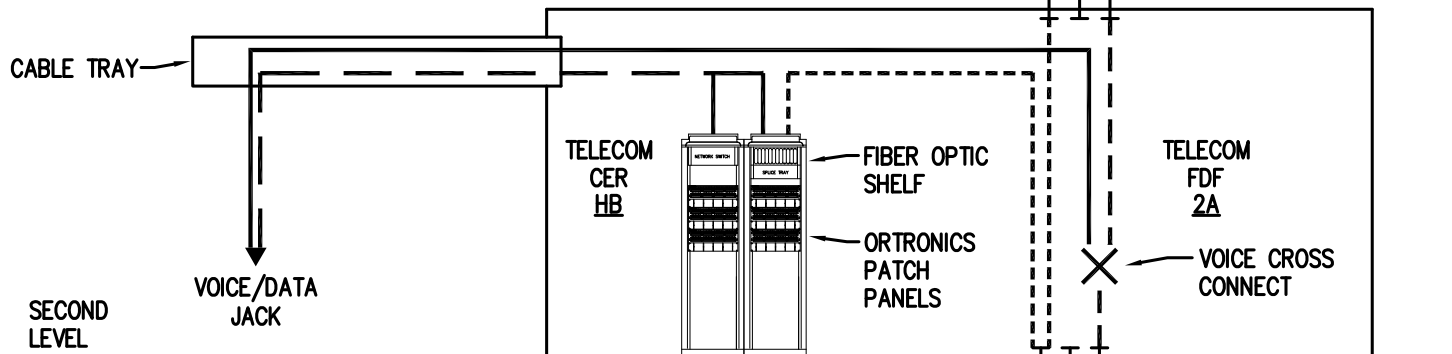 CABLE TRAY
TELECOM
CER
HB
NETWORK SWITCH
SPLICE TRAY
FIBER OPTIC
SHELF
TELECOM
FDF
2A
ORTRONICS
PATCH
PANELS
VOICE CROSS
CONNECT
VOICE/DATA
JACK
SECOND
LEVEL